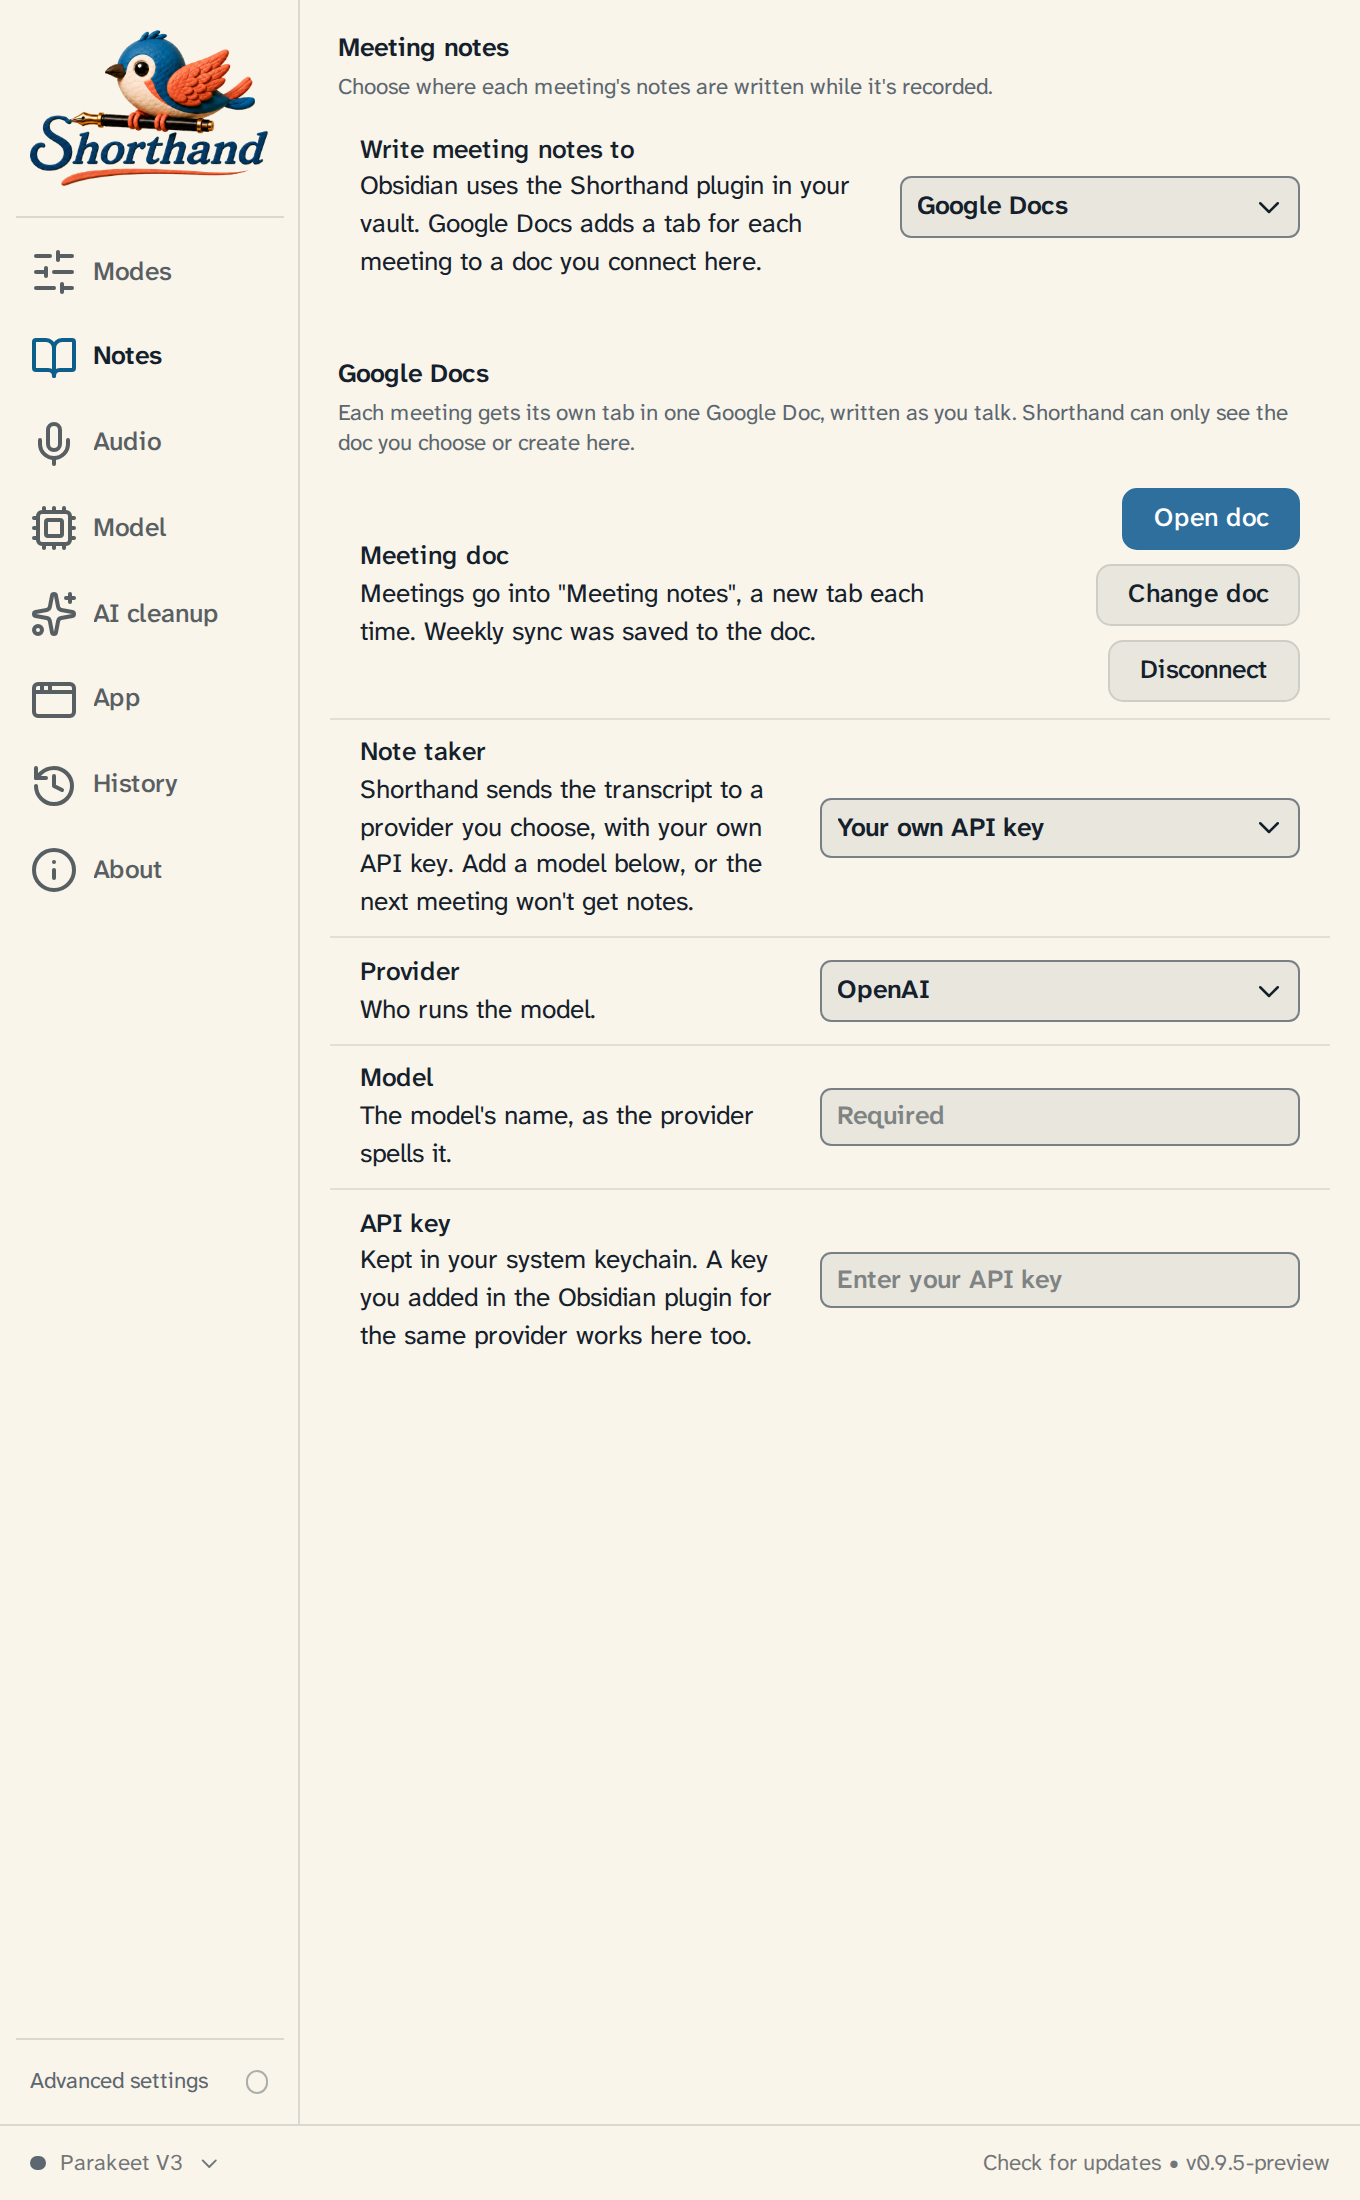 Shorthand
Modes
Notes
Audio
Model
AI cleanup
App
History
About
Advanced settings
Meeting notes
Choose where each meeting's notes are written while it's recorded.
Write meeting notes to
Obsidian uses the Shorthand plugin in your
vault. Google Docs adds a tab for each
meeting to a doc you connect here.
Google Docs
Google Docs
Each meeting gets its own tab in one Google Doc, written as you talk. Shorthand can only see the
doc you choose or create here.
Meeting doc
Meetings go into "Meeting notes", a new tab each
time. Weekly sync was saved to the doc.
Open doc
Change doc
Disconnect
Note taker
Shorthand sends the transcript to a
provider you choose, with your own
API key. Add a model below, or the
next meeting won't get notes.
Your own API key
Provider
Who runs the model.
OpenAI
Model
The model's name, as the provider
spells it.
Required
API key
Kept in your system keychain. A key
you added in the Obsidian plugin for
the same provider works here too.
Enter your API key
Parakeet V3
Check for updates • v0.9.5-preview